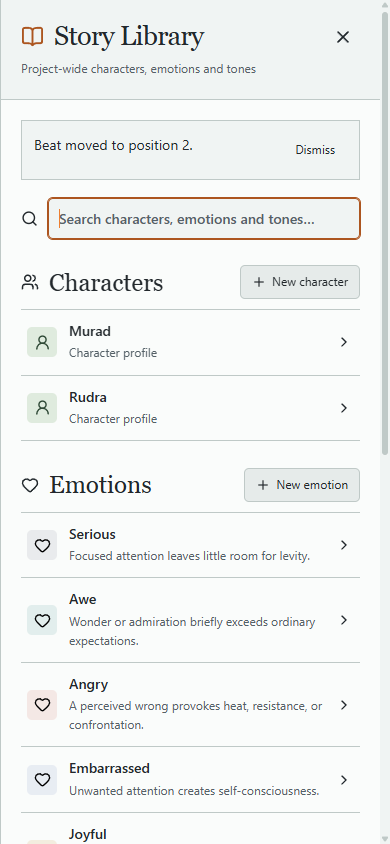 Story Library
Project-wide characters, emotions and tones
Beat moved to position 2.
Dismiss
Search characters, emotions and tones...
Characters
New character
Murad
Character profile
Rudra
Character profile
Emotions
New emotion
Serious
Focused attention leaves little room for levity.
Awe
Wonder or admiration briefly exceeds ordinary
expectations.
Angry
A perceived wrong provokes heat, resistance, or
confrontation.
Embarrassed
Unwanted attention creates self-consciousness.
Joyful